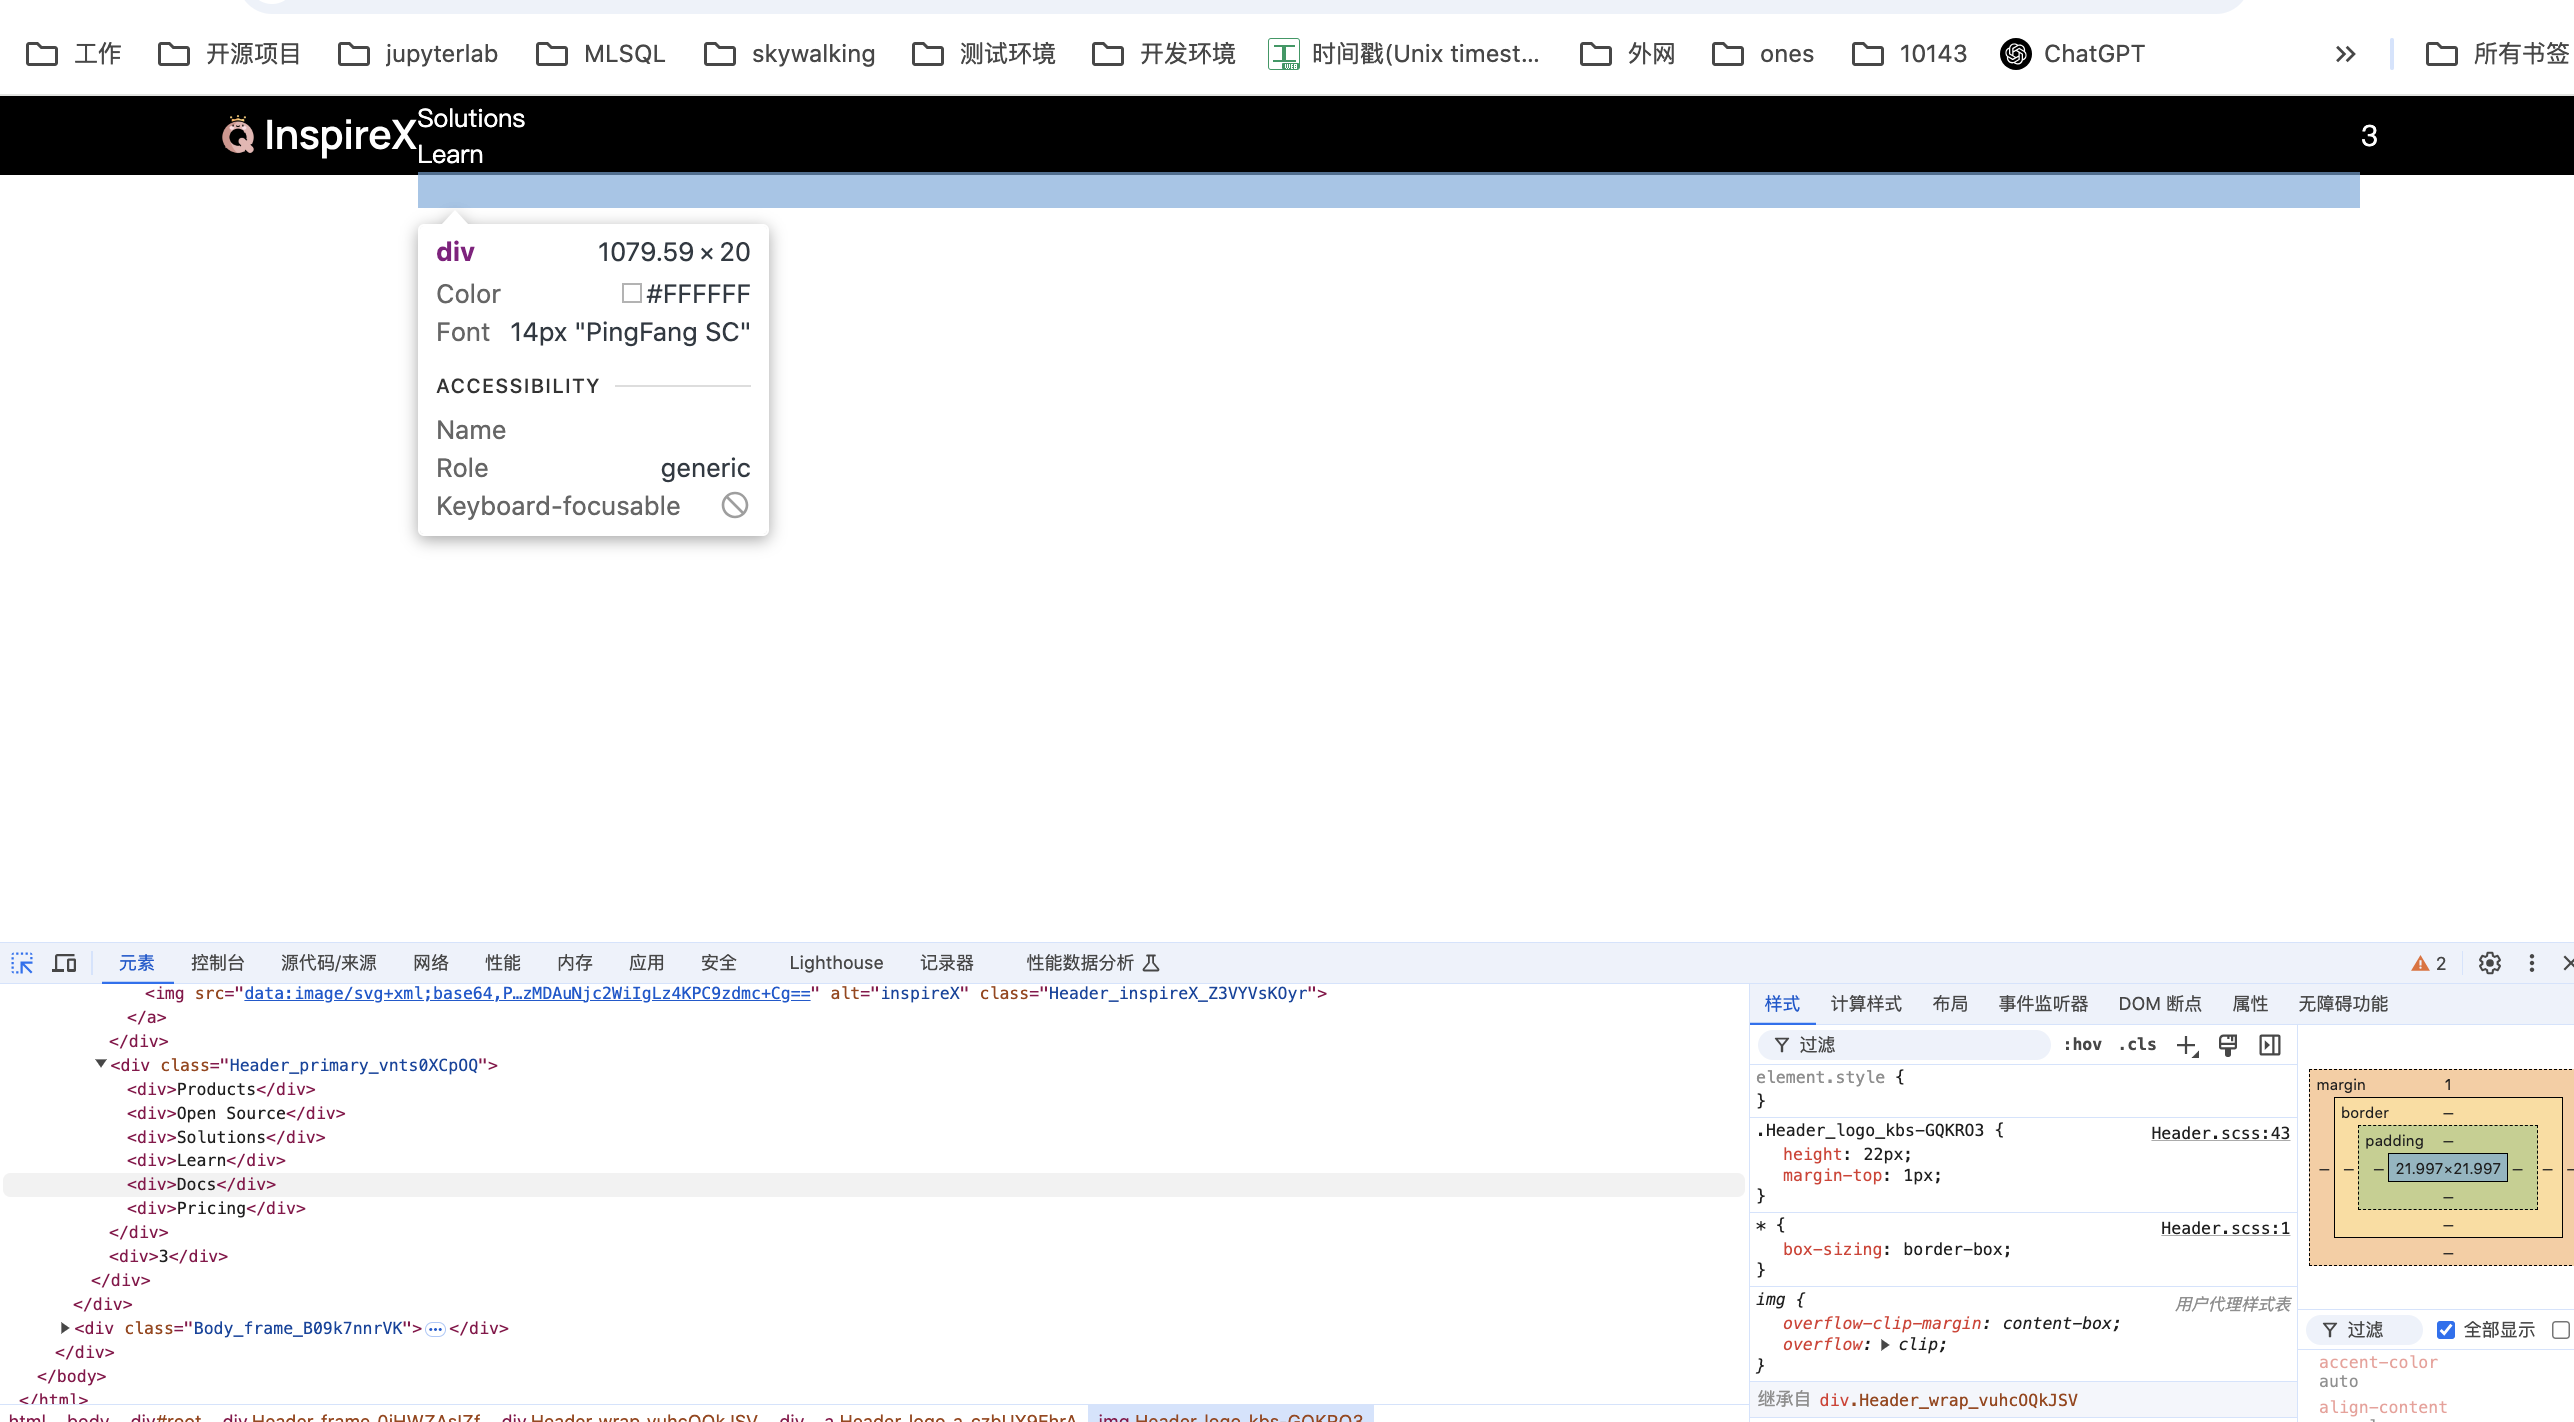 工作 开源项目 jupyterlab MLSQL skywalking 测试环境 开发环境 时间戳(Unix timest... 外网 ones 10143 ChatGPT » 所有书签
InspireX
Solutions
Learn
3
div 1079.59 × 20
Color #FFFFFF
Font 14px "PingFang SC"
ACCESSIBILITY
Name
Role generic
Keyboard-focusable
元素 控制台 源代码/来源 网络 性能 内存 应用 安全 Lighthouse 记录器 性能数据分析 2
<img src="data:image/svg+xml;base64,P…zMDAuNjc2WiIgLz4KPC9zdmc+Cg==" alt="inspireX" class="Header_inspireX_Z3VYVsKOyr">
</a>
</div>
<div class="Header_primary_vnts0XCpOQ">
<div>Products</div>
<div>Open Source</div>
<div>Solutions</div>
<div>Learn</div>
<div>Docs</div>
<div>Pricing</div>
</div>
<div>3</div>
</div>
</div>
<div class="Body_frame_B09k7nnrVK">…</div>
</div>
</body>
</html>
html body div#root div.Header_frame_0jHWZAsIZf div.Header_wrap_vuhcOQkJSV div a.Header_logo_a_czbUX9EhrA img.Header_logo_kbs-GQKRO3
样式 计算样式 布局 事件监听器 DOM 断点 属性 无障碍功能
过滤 :hov .cls
element.style {
}
.Header_logo_kbs-GQKRO3 { Header.scss:43
height: 22px;
margin-top: 1px;
}
* { Header.scss:1
box-sizing: border-box;
}
img { 用户代理样式表
overflow-clip-margin: content-box;
overflow: clip;
}
继承自 div.Header_wrap_vuhcOQkJSV
margin 1
border –
padding –
– – – 21.997×21.997 – – –
–
–
–
过滤 全部显示
accent-color
auto
align-content